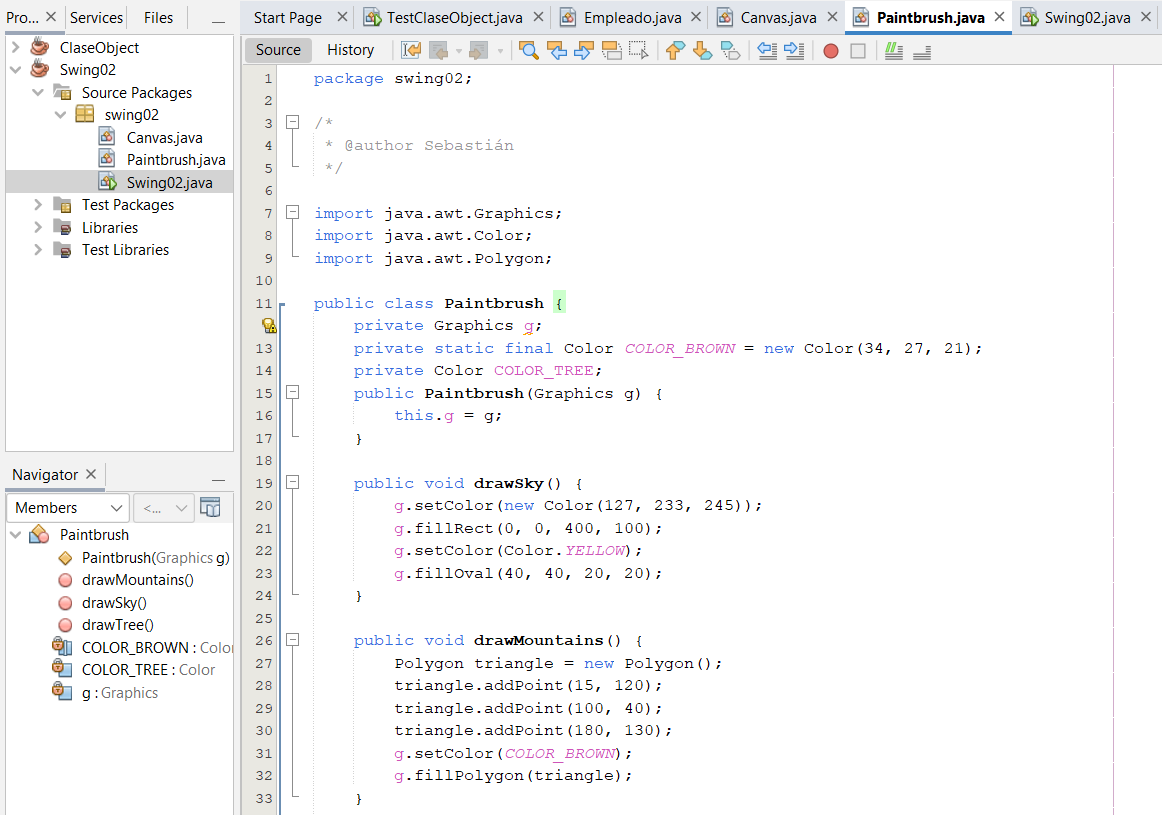 Pro... Services Files
ClaseObject
Swing02
Source Packages
swing02
Canvas.java
Paintbrush.java
Swing02.java
Test Packages
Libraries
Test Libraries
Navigator
Members <...
Paintbrush
Paintbrush(Graphics g)
drawMountains()
drawSky()
drawTree()
COLOR_BROWN : Color
COLOR_TREE : Color
g : Graphics
Start Page TestClaseObject.java Empleado.java Canvas.java Paintbrush.java Swing02.java
Source History
1 package swing02;
2
3 /*
4 * @author Sebastián
5 */
6
7 import java.awt.Graphics;
8 import java.awt.Color;
9 import java.awt.Polygon;
10
11 public class Paintbrush {
private Graphics g;
13 private static final Color COLOR_BROWN = new Color(34, 27, 21);
14 private Color COLOR_TREE;
15 public Paintbrush(Graphics g) {
16 this.g = g;
17 }
18
19 public void drawSky() {
20 g.setColor(new Color(127, 233, 245));
21 g.fillRect(0, 0, 400, 100);
22 g.setColor(Color.YELLOW);
23 g.fillOval(40, 40, 20, 20);
24 }
25
26 public void drawMountains() {
27 Polygon triangle = new Polygon();
28 triangle.addPoint(15, 120);
29 triangle.addPoint(100, 40);
30 triangle.addPoint(180, 130);
31 g.setColor(COLOR_BROWN);
32 g.fillPolygon(triangle);
33 }